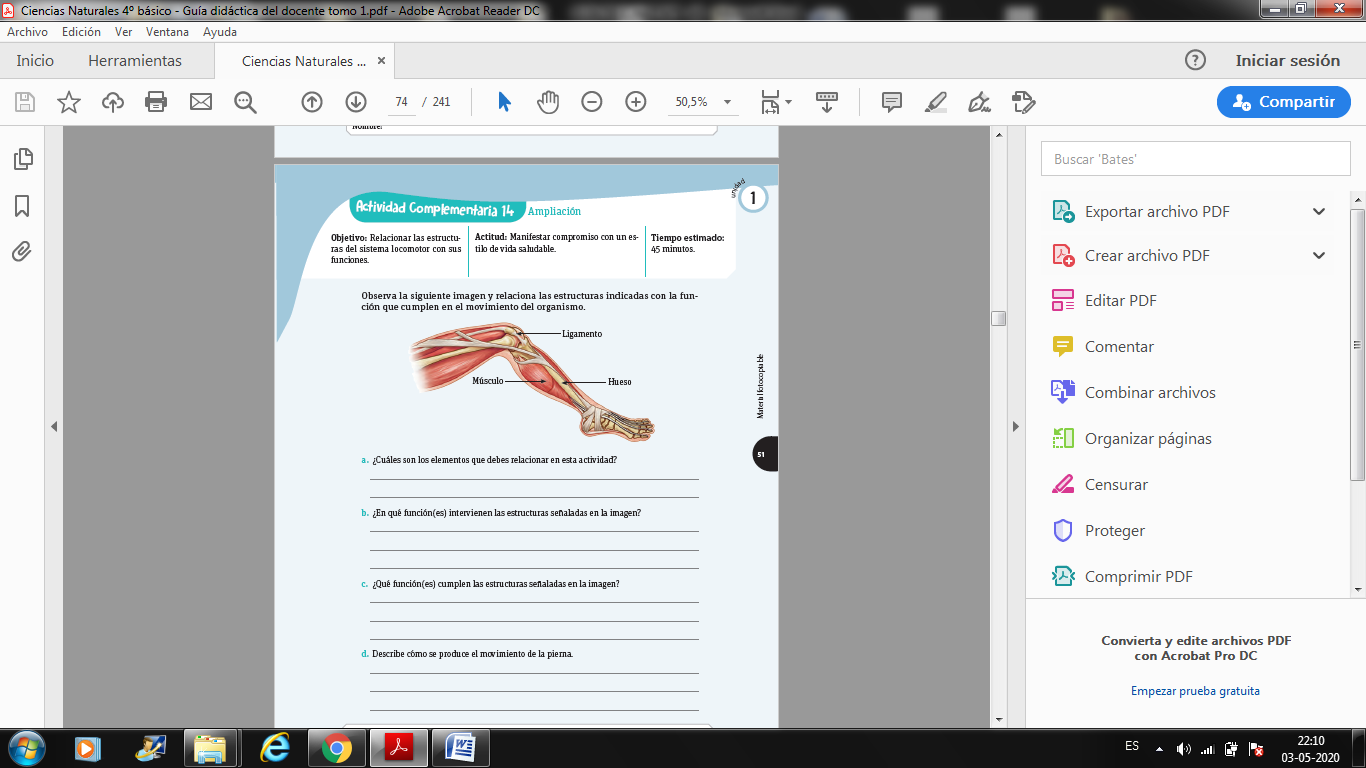 Ciencias Naturales 4º básico - Guía didáctica del docente tomo 1.pdf - Adobe Acrobat Reader DC
Archivo Edición Ver Ventana Ayuda
Inicio Herramientas Ciencias Naturales ... × ? Iniciar sesión
74 / 241 50,5% Compartir
Nombre:
Buscar 'Bates'
Exportar archivo PDF
Crear archivo PDF
Editar PDF
Comentar
Combinar archivos
Organizar páginas
Censurar
Proteger
Comprimir PDF
Convierta y edite archivos PDF
con Acrobat Pro DC
Empezar prueba gratuita
unidad
1
Actividad Complementaria 14 Ampliación
Objetivo: Relacionar las estructu-
ras del sistema locomotor con sus
funciones.
Actitud: Manifestar compromiso con un es-
tilo de vida saludable.
Tiempo estimado:
45 minutos.
Observa la siguiente imagen y relaciona las estructuras indicadas con la fun-
ción que cumplen en el movimiento del organismo.
Ligamento
Músculo
Hueso
Material fotocopiable
51
a. ¿Cuáles son los elementos que debes relacionar en esta actividad?
b. ¿En qué función(es) intervienen las estructuras señaladas en la imagen?
c. ¿Qué función(es) cumplen las estructuras señaladas en la imagen?
d. Describe cómo se produce el movimiento de la pierna.
ES
22:10
03-05-2020